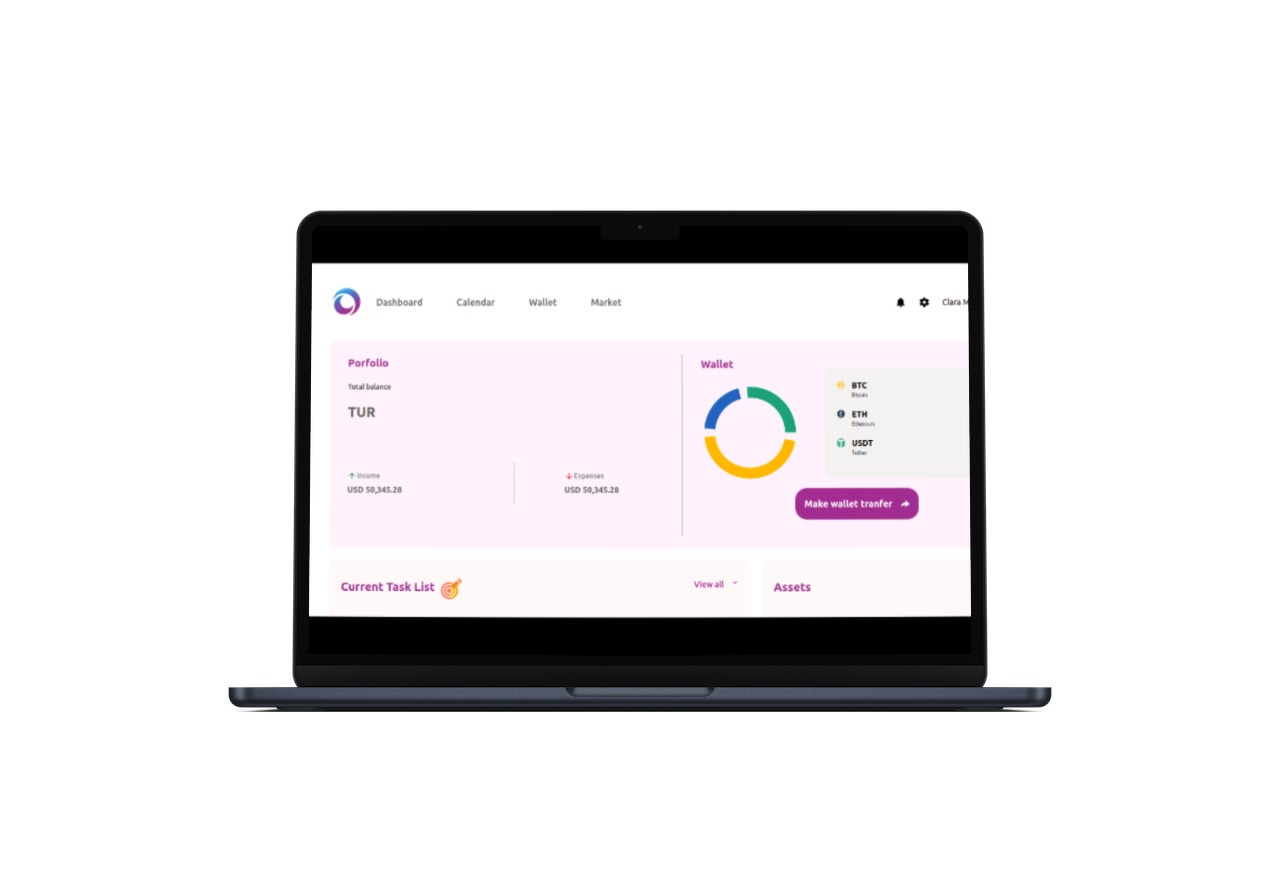 Dashboard
Calendar
Wallet
Market
Clara M
Porfolio
Total balance
TUR
Income
USD 50,345.28
Expenses
USD 50,345.28
Wallet
BTC
Bitcoin
ETH
Ethereum
USDT
Tether
Make wallet tranfer
Current Task List
View all
Assets